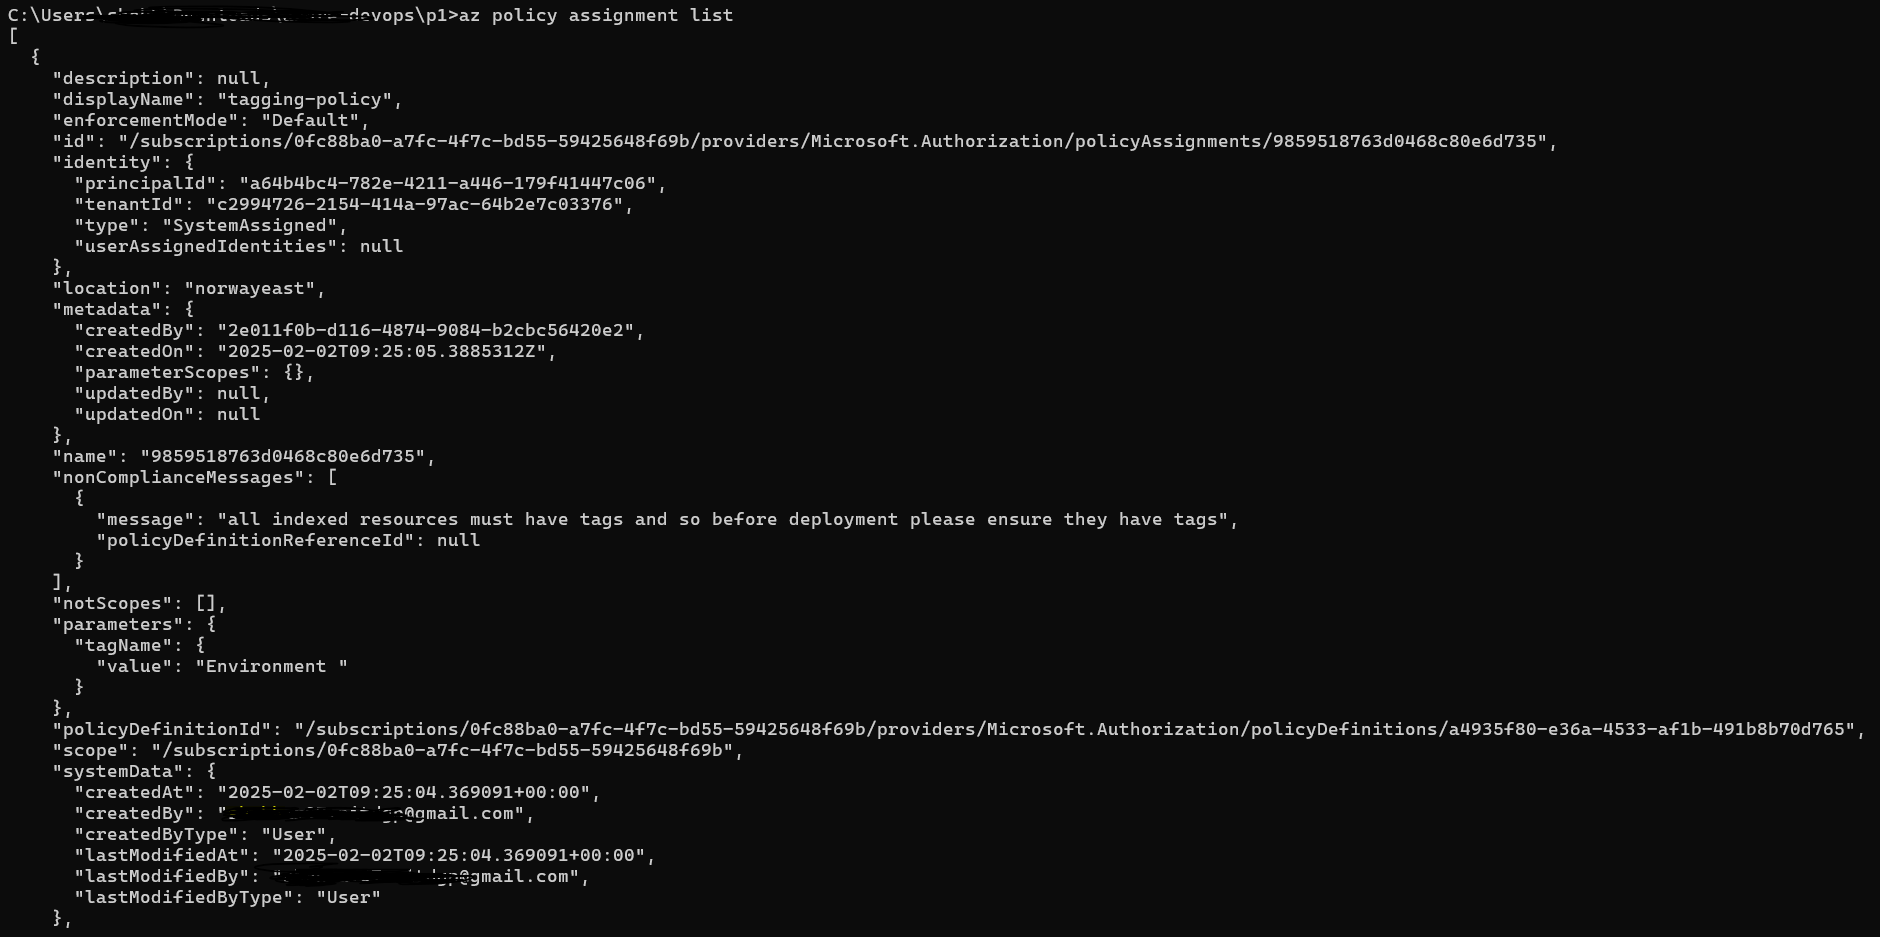 C:\Users\ devops\p1>az policy assignment list
[
  {
    "description": null,
    "displayName": "tagging-policy",
    "enforcementMode": "Default",
    "id": "/subscriptions/0fc88ba0-a7fc-4f7c-bd55-59425648f69b/providers/Microsoft.Authorization/policyAssignments/9859518763d0468c80e6d735",
    "identity": {
      "principalId": "a64b4bc4-782e-4211-a446-179f41447c06",
      "tenantId": "c2994726-2154-414a-97ac-64b2e7c03376",
      "type": "SystemAssigned",
      "userAssignedIdentities": null
    },
    "location": "norwayeast",
    "metadata": {
      "createdBy": "2e011f0b-d116-4874-9084-b2cbc56420e2",
      "createdOn": "2025-02-02T09:25:05.3885312Z",
      "parameterScopes": {},
      "updatedBy": null,
      "updatedOn": null
    },
    "name": "9859518763d0468c80e6d735",
    "nonComplianceMessages": [
      {
        "message": "all indexed resources must have tags and so before deployment please ensure they have tags",
        "policyDefinitionReferenceId": null
      }
    ],
    "notScopes": [],
    "parameters": {
      "tagName": {
        "value": "Environment "
      }
    },
    "policyDefinitionId": "/subscriptions/0fc88ba0-a7fc-4f7c-bd55-59425648f69b/providers/Microsoft.Authorization/policyDefinitions/a4935f80-e36a-4533-af1b-491b8b70d765",
    "scope": "/subscriptions/0fc88ba0-a7fc-4f7c-bd55-59425648f69b",
    "systemData": {
      "createdAt": "2025-02-02T09:25:04.369091+00:00",
      "createdBy": " @gmail.com",
      "createdByType": "User",
      "lastModifiedAt": "2025-02-02T09:25:04.369091+00:00",
      "lastModifiedBy": " @gmail.com",
      "lastModifiedByType": "User"
    },